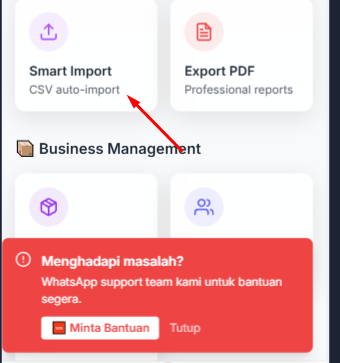 Smart Import
CSV auto-import
Export PDF
Professional reports
Business Management
Menghadapi masalah?
WhatsApp support team kami untuk bantuan
segera.
Minta Bantuan
Tutup